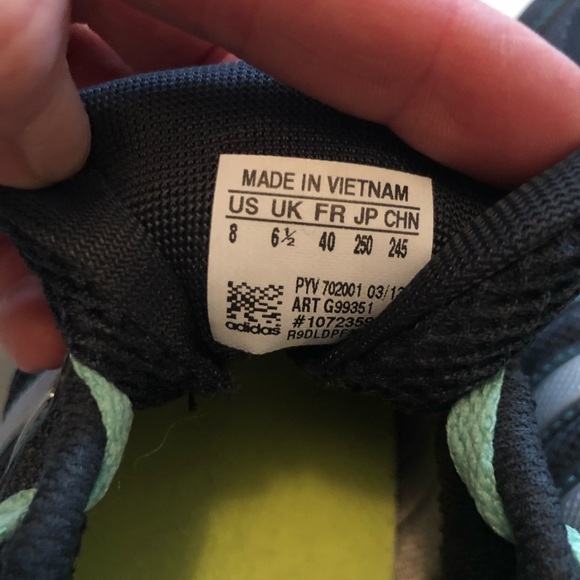 MADE IN VIETNAM
US UK FR JP CHN
8 6½ 40 250 245
PYV 702001
ART G99351
adidas